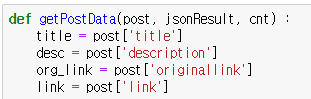 def getPostData(post, jsonResult, cnt) :
    title = post['title']
    desc = post['description']
    org_link = post['originallink']
    link = post['link']